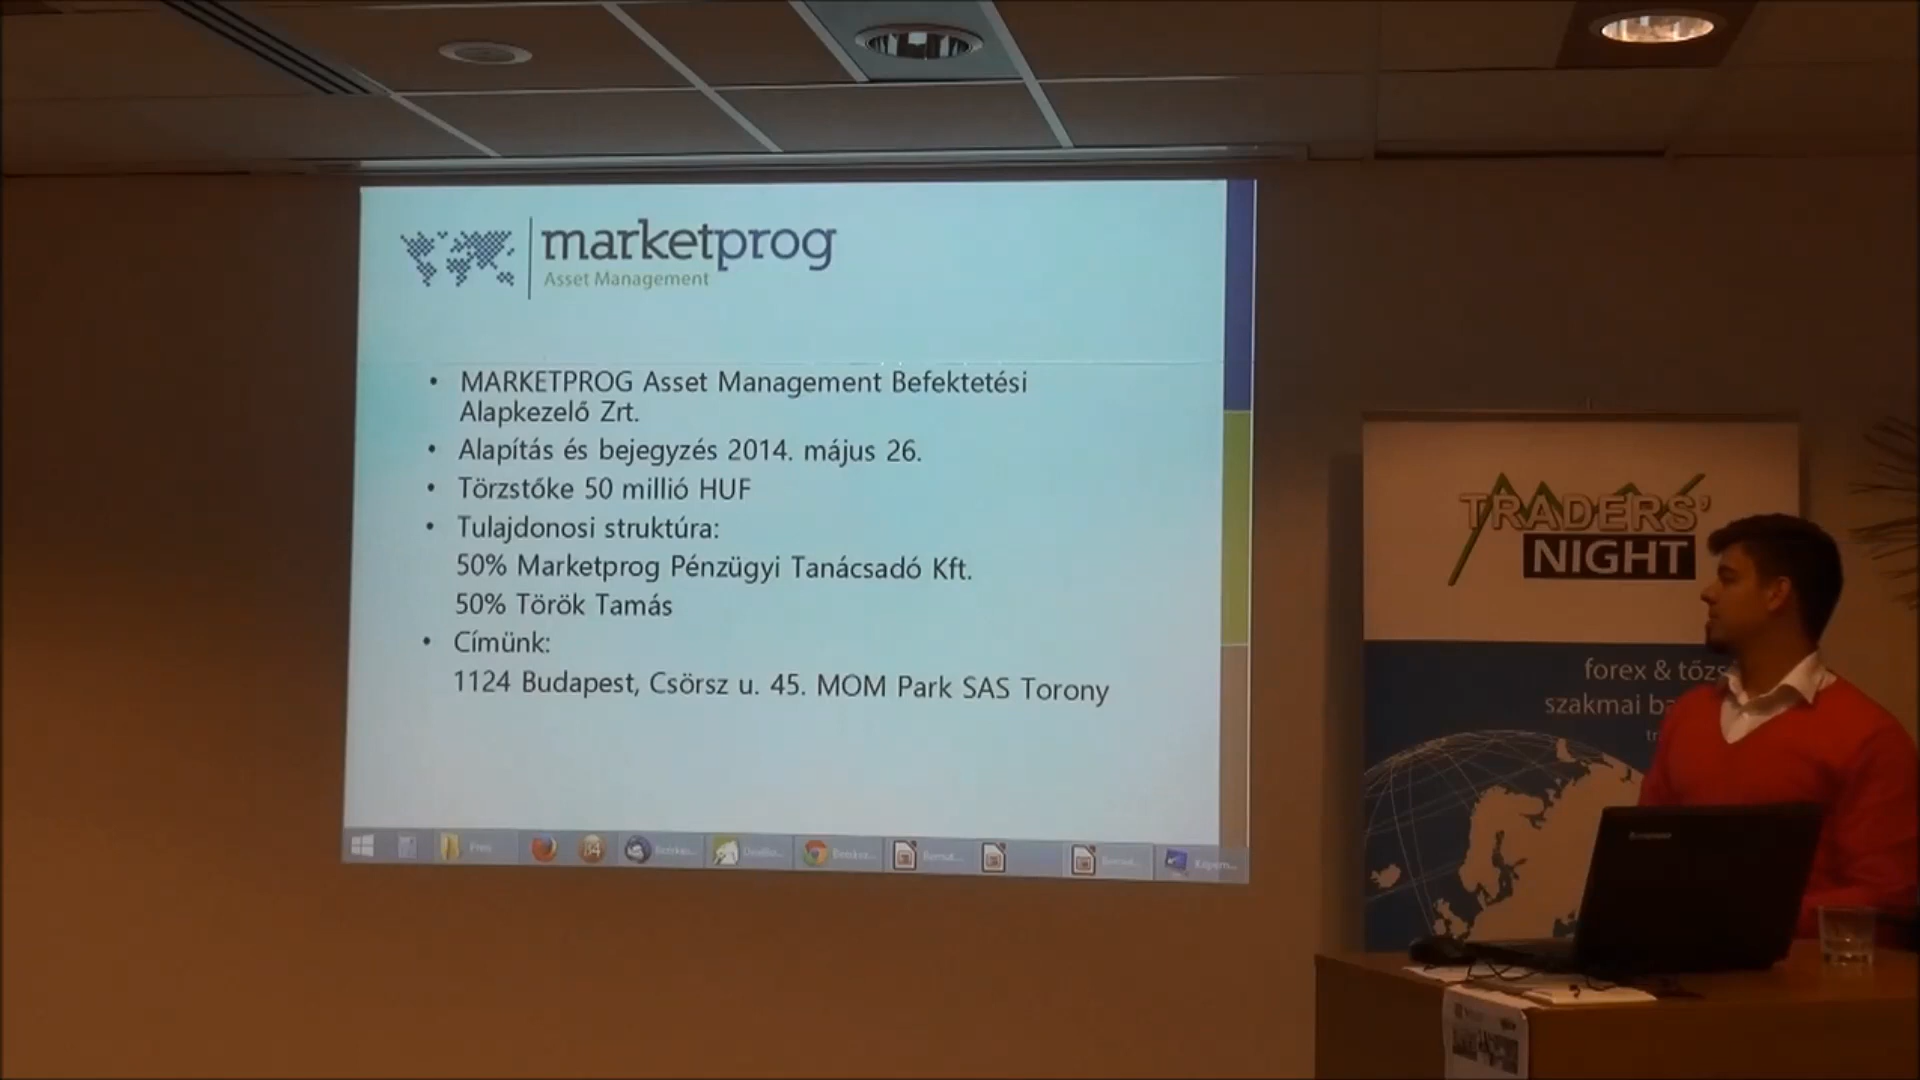 marketprog
Asset Management
• MARKETPROG Asset Management Befektetési
Alapkezelő Zrt.
• Alapítás és bejegyzés 2014. május 26.
• Törzstőke 50 millió HUF
• Tulajdonosi struktúra:
50% Marketprog Pénzügyi Tanácsadó Kft.
50% Török Tamás
• Címünk:
1124 Budapest, Csörsz u. 45. MOM Park SAS Torony
TRADERS'
NIGHT
forex & tőzs
szakmai ba
tr
lenovo